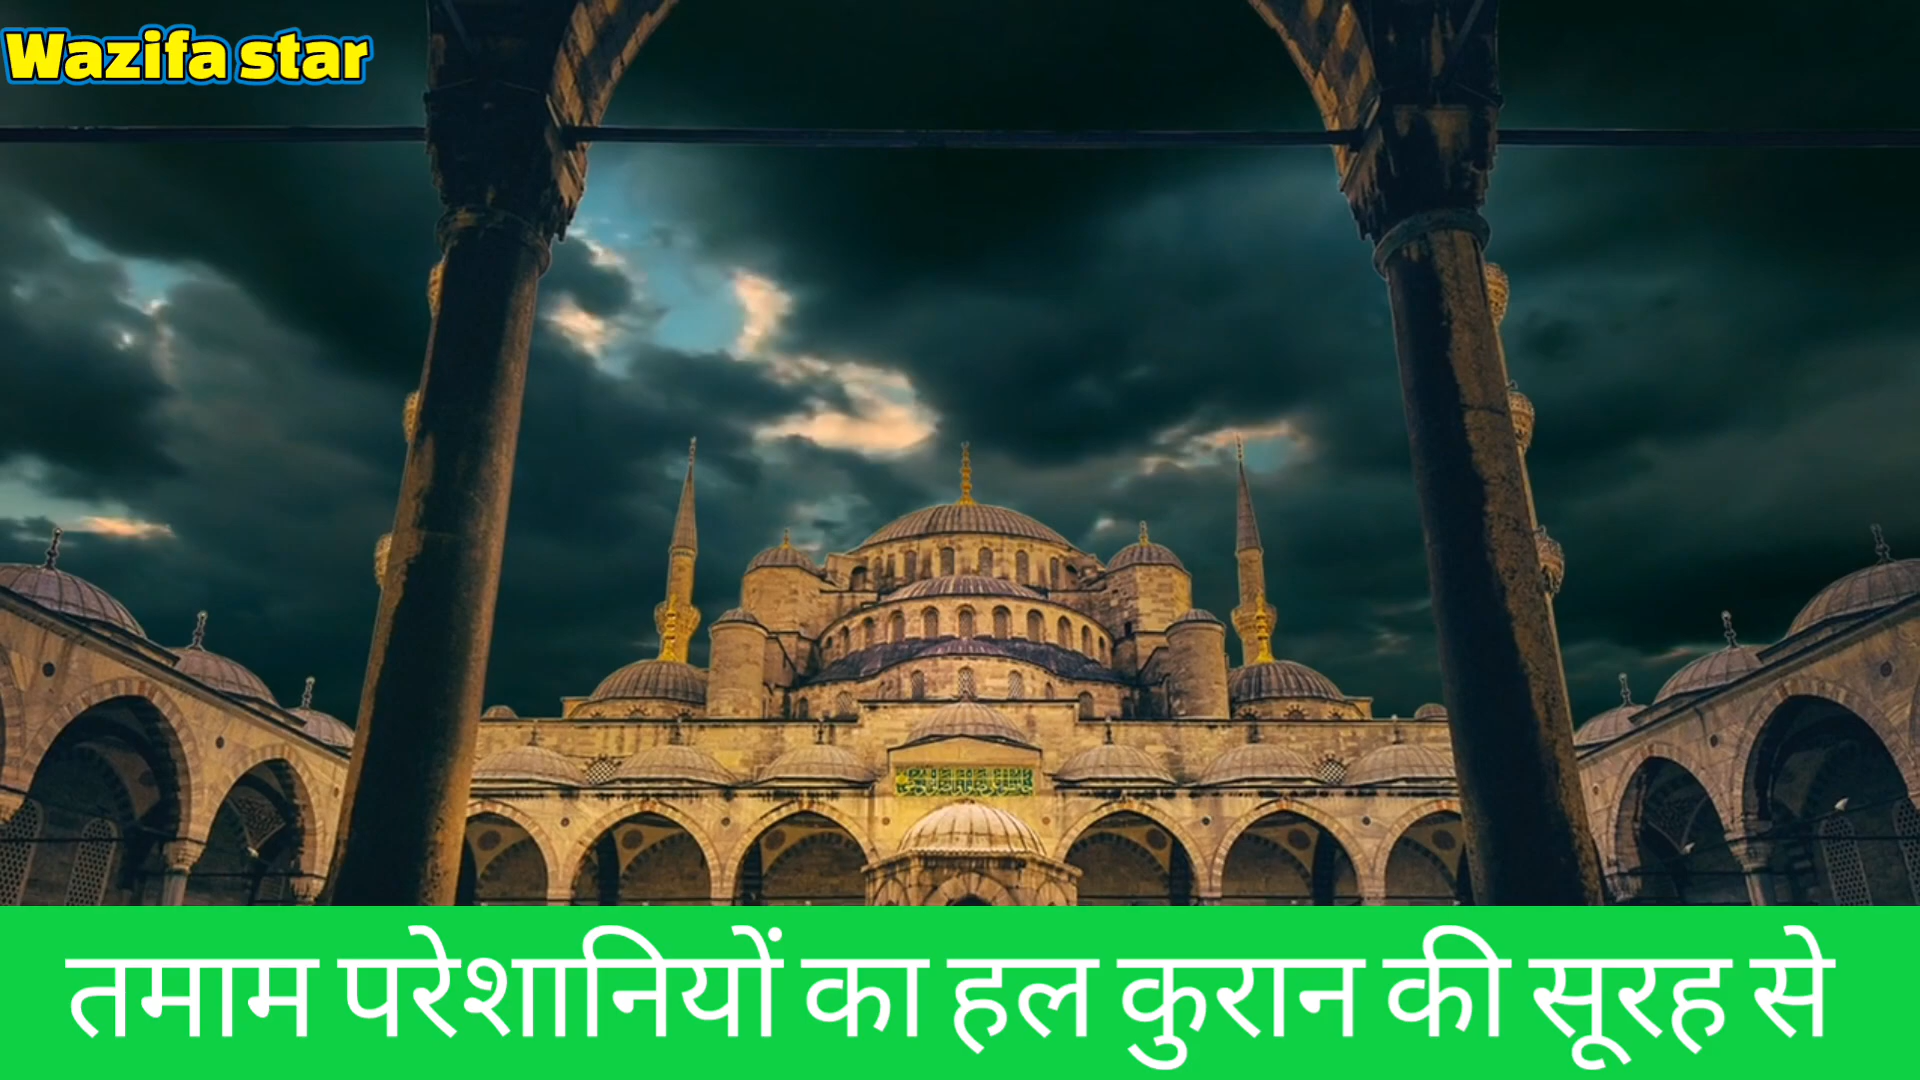 Wazifa star
तमाम परेशानियों का हल कुरान की सूरह से